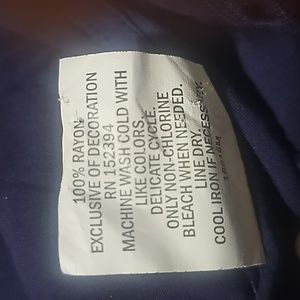 100% RAYON
EXCLUSIVE OF DECORATION
RN 152394
MACHINE WASH COLD WITH
LIKE COLORS.
DELICATE CYCLE.
ONLY NON-CHLORINE
BLEACH WHEN NEEDED.
LINE DRY.
COOL IRON IF NECESSARY.